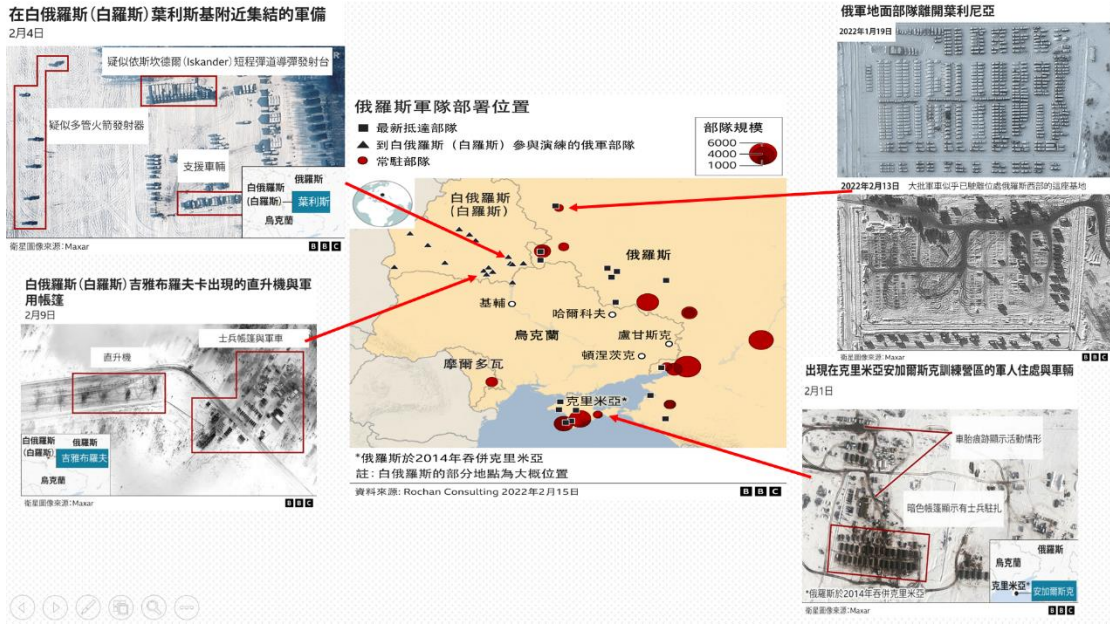 在白俄羅斯(白羅斯)葉利斯基附近集結的軍備
2月4日
疑似依斯坎德爾(Iskander)短程彈道導彈發射台
疑似多管火箭發射器
支援車輛
俄羅斯
白俄羅斯
(白羅斯)
葉利斯
烏克蘭
衛星圖像來源:Maxar
BBC
白俄羅斯(白羅斯)吉雅布羅夫卡出現的直升機與軍
用帳篷
2月9日
士兵帳篷與軍車
直升機
白俄羅斯
(白羅斯)
俄羅斯
吉雅布羅夫
烏克蘭
衛星圖像來源:Maxar
BBC
俄羅斯軍隊部署位置
最新抵達部隊
到白俄羅斯(白羅斯)參與演練的俄軍部隊
常駐部隊
部隊規模
6000
4000
1000
白俄羅斯
(白羅斯)
俄羅斯
基輔
哈爾科夫
烏克蘭
盧甘斯克
頓涅茨克
摩爾多瓦
克里米亞*
*俄羅斯於2014年吞併克里米亞
註:白俄羅斯的部分地點為大概位置
資料來源: Rochan Consulting 2022年2月15日
BBC
俄軍地面部隊離開葉利尼亞
2022年1月19日
2022年2月13日 大批軍車似乎已駛離位處俄羅斯西部的這座基地
衛星圖像來源:Maxar
BBC
出現在克里米亞安加爾斯克訓練營區的軍人住處與車輛
2月1日
車胎痕跡顯示活動情形
暗色帳篷顯示有士兵駐扎
俄羅斯
烏克蘭
克里米亞*
安加爾斯克
*俄羅斯於2014年吞併克里米亞
衛星圖像來源:Maxar
BBC